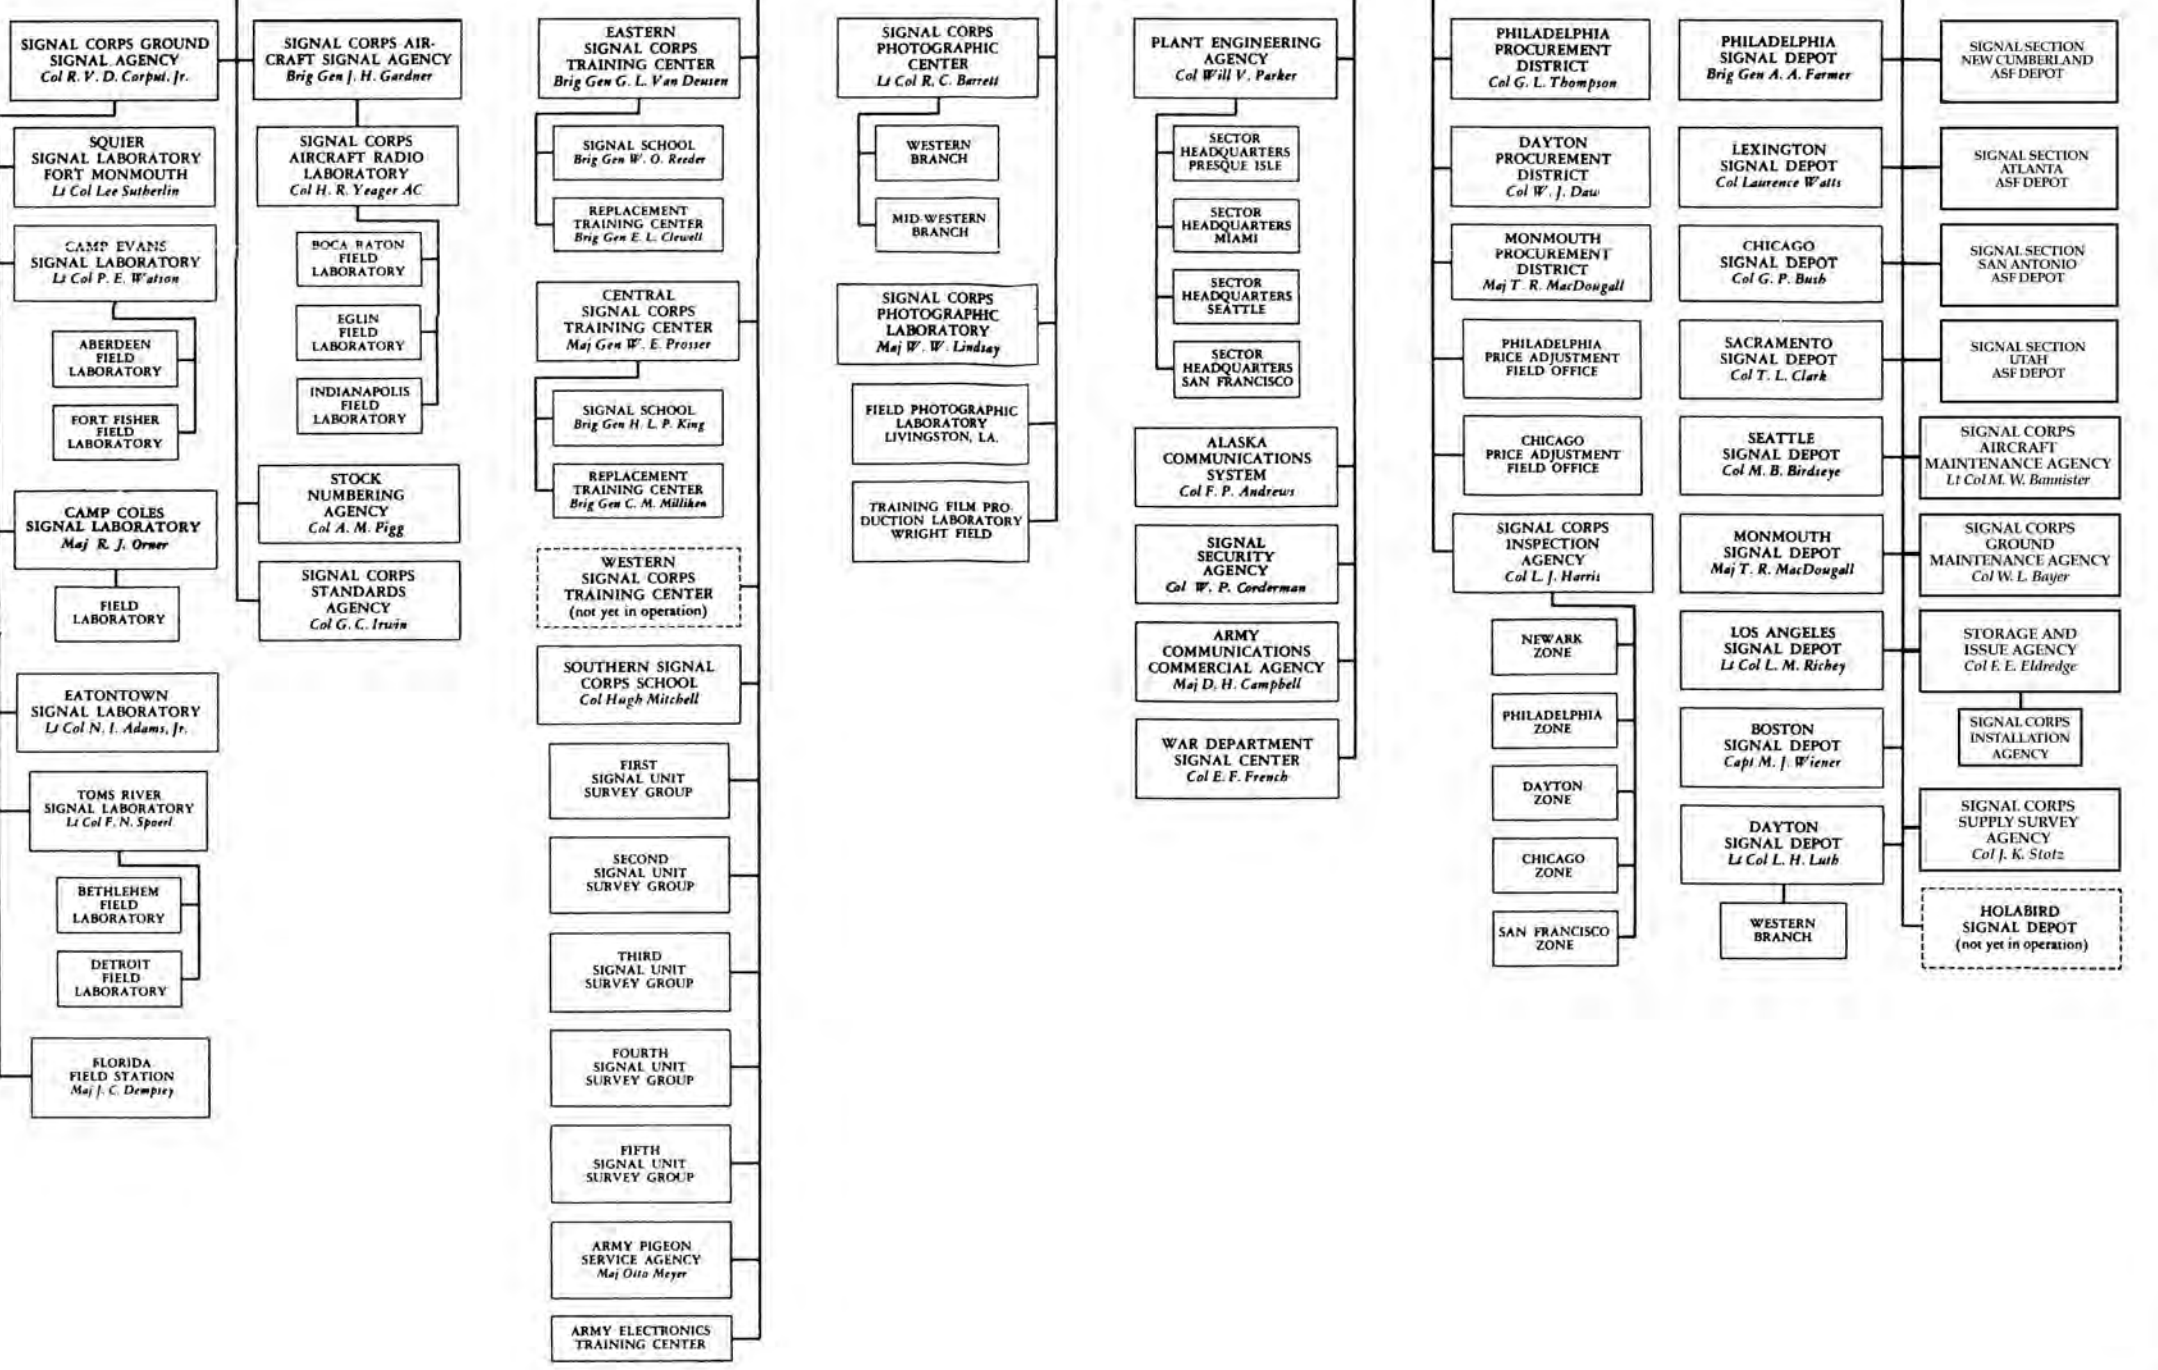 SIGNAL CORPS GROUND
SIGNAL AGENCY
Col R. V. D. Corput, Jr.
SQUIER
SIGNAL LABORATORY
FORT MONMOUTH
Lt Col Lee Sutherlin
CAMP EVANS
SIGNAL LABORATORY
Lt Col P. E. Watson
ABERDEEN
FIELD
LABORATORY
FORT FISHER
FIELD
LABORATORY
CAMP COLES
SIGNAL LABORATORY
Maj R. J. Orner
FIELD
LABORATORY
EATONTOWN
SIGNAL LABORATORY
Lt Col N. I. Adams, Jr.
TOMS RIVER
SIGNAL LABORATORY
Lt Col F. N. Spoerl
BETHLEHEM
FIELD
LABORATORY
DETROIT
FIELD
LABORATORY
FLORIDA
FIELD STATION
Maj J. C. Dempsey
SIGNAL CORPS AIR-
CRAFT SIGNAL AGENCY
Brig Gen J. H. Gardner
SIGNAL CORPS
AIRCRAFT RADIO
LABORATORY
Col H. R. Yeager AC
BOCA RATON
FIELD
LABORATORY
EGLIN
FIELD
LABORATORY
INDIANAPOLIS
FIELD
LABORATORY
STOCK
NUMBERING
AGENCY
Col A. M. Pigg
SIGNAL CORPS
STANDARDS
AGENCY
Col G. C. Irwin
EASTERN
SIGNAL CORPS
TRAINING CENTER
Brig Gen G. L. Van Deusen
SIGNAL SCHOOL
Brig Gen W. O. Reeder
REPLACEMENT
TRAINING CENTER
Brig Gen E. L. Clewell
CENTRAL
SIGNAL CORPS
TRAINING CENTER
Maj Gen W. E. Prosser
SIGNAL SCHOOL
Brig Gen H. L. P. King
REPLACEMENT
TRAINING CENTER
Brig Gen C. M. Milliken
WESTERN
SIGNAL CORPS
TRAINING CENTER
(not yet in operation)
SOUTHERN SIGNAL
CORPS SCHOOL
Col Hugh Mitchell
FIRST
SIGNAL UNIT
SURVEY GROUP
SECOND
SIGNAL UNIT
SURVEY GROUP
THIRD
SIGNAL UNIT
SURVEY GROUP
FOURTH
SIGNAL UNIT
SURVEY GROUP
FIFTH
SIGNAL UNIT
SURVEY GROUP
ARMY PIGEON
SERVICE AGENCY
Maj Otto Meyer
ARMY ELECTRONICS
TRAINING CENTER
SIGNAL CORPS
PHOTOGRAPHIC
CENTER
Lt Col R. C. Barrett
WESTERN
BRANCH
MID-WESTERN
BRANCH
SIGNAL CORPS
PHOTOGRAPHIC
LABORATORY
Maj W. W. Lindsay
FIELD PHOTOGRAPHIC
LABORATORY
LIVINGSTON, LA.
TRAINING FILM PRO-
DUCTION LABORATORY
WRIGHT FIELD
PLANT ENGINEERING
AGENCY
Col Will V. Parker
SECTOR
HEADQUARTERS
PRESQUE ISLE
SECTOR
HEADQUARTERS
MIAMI
SECTOR
HEADQUARTERS
SEATTLE
SECTOR
HEADQUARTERS
SAN FRANCISCO
ALASKA
COMMUNICATIONS
SYSTEM
Col F. P. Andrews
SIGNAL
SECURITY
AGENCY
Col W. P. Corderman
ARMY
COMMUNICATIONS
COMMERCIAL AGENCY
Maj D. H. Campbell
WAR DEPARTMENT
SIGNAL CENTER
Col E. F. French
PHILADELPHIA
PROCUREMENT
DISTRICT
Col G. L. Thompson
DAYTON
PROCUREMENT
DISTRICT
Col W. J. Daw
MONMOUTH
PROCUREMENT
DISTRICT
Maj T. R. MacDougall
PHILADELPHIA
PRICE ADJUSTMENT
FIELD OFFICE
CHICAGO
PRICE ADJUSTMENT
FIELD OFFICE
SIGNAL CORPS
INSPECTION
AGENCY
Col L. J. Harris
NEWARK
ZONE
PHILADELPHIA
ZONE
DAYTON
ZONE
CHICAGO
ZONE
SAN FRANCISCO
ZONE
PHILADELPHIA
SIGNAL DEPOT
Brig Gen A. A. Farmer
LEXINGTON
SIGNAL DEPOT
Col Laurence Watts
CHICAGO
SIGNAL DEPOT
Col G. P. Bush
SACRAMENTO
SIGNAL DEPOT
Col T. L. Clark
SEATTLE
SIGNAL DEPOT
Col M. B. Birdseye
MONMOUTH
SIGNAL DEPOT
Maj T. R. MacDougall
LOS ANGELES
SIGNAL DEPOT
Lt Col L. M. Richey
BOSTON
SIGNAL DEPOT
Capt M. J. Wiener
DAYTON
SIGNAL DEPOT
Lt Col L. H. Luth
WESTERN
BRANCH
SIGNAL SECTION
NEW CUMBERLAND
ASF DEPOT
SIGNAL SECTION
ATLANTA
ASF DEPOT
SIGNAL SECTION
SAN ANTONIO
ASF DEPOT
SIGNAL SECTION
UTAH
ASF DEPOT
SIGNAL CORPS
AIRCRAFT
MAINTENANCE AGENCY
Lt Col M. W. Bannister
SIGNAL CORPS
GROUND
MAINTENANCE AGENCY
Col W. L. Bayer
STORAGE AND
ISSUE AGENCY
Col F. E. Eldredge
SIGNAL CORPS
INSTALLATION
AGENCY
SIGNAL CORPS
SUPPLY SURVEY
AGENCY
Col J. K. Stotz
HOLABIRD
SIGNAL DEPOT
(not yet in operation)